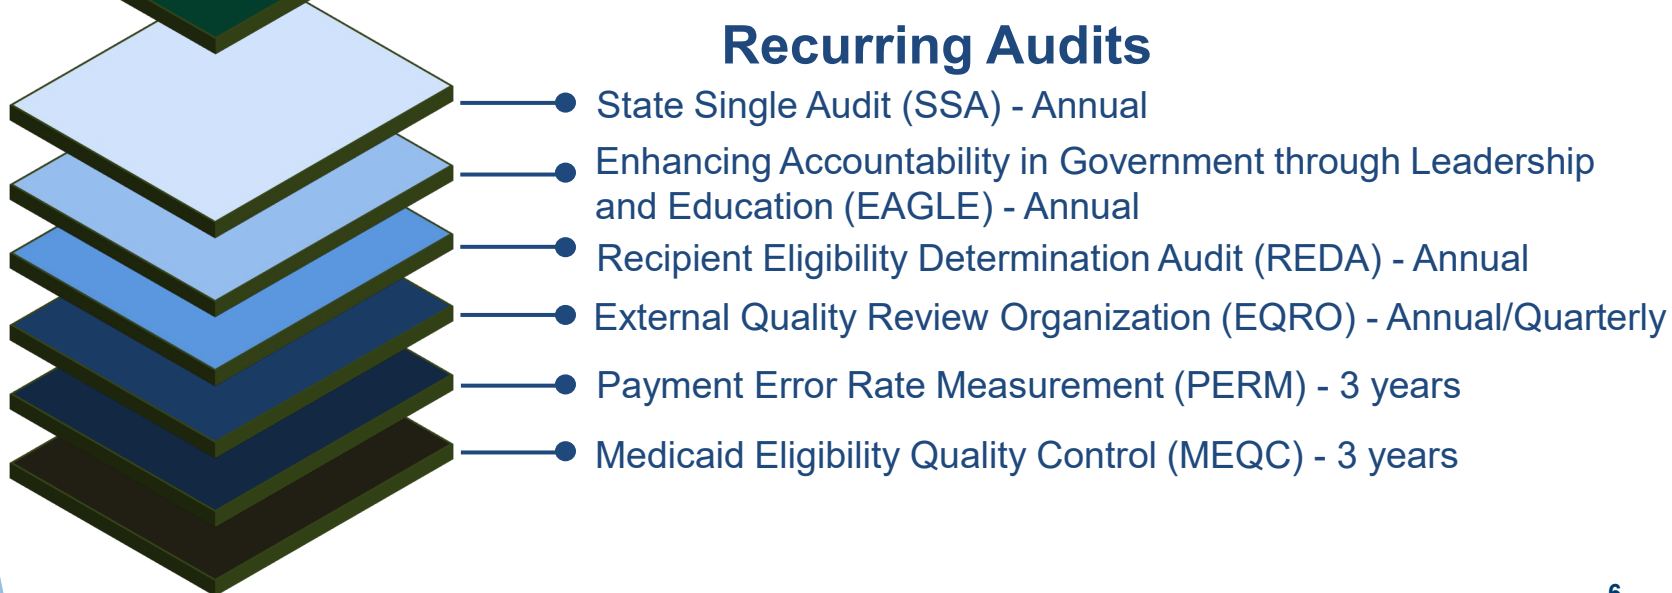 Recurring Audits
State Single Audit (SSA) - Annual
Enhancing Accountability in Government through Leadership
and Education (EAGLE) - Annual
Recipient Eligibility Determination Audit (REDA) - Annual
External Quality Review Organization (EQRO) - Annual/Quarterly
Payment Error Rate Measurement (PERM) - 3 years
Medicaid Eligibility Quality Control (MEQC) - 3 years
6